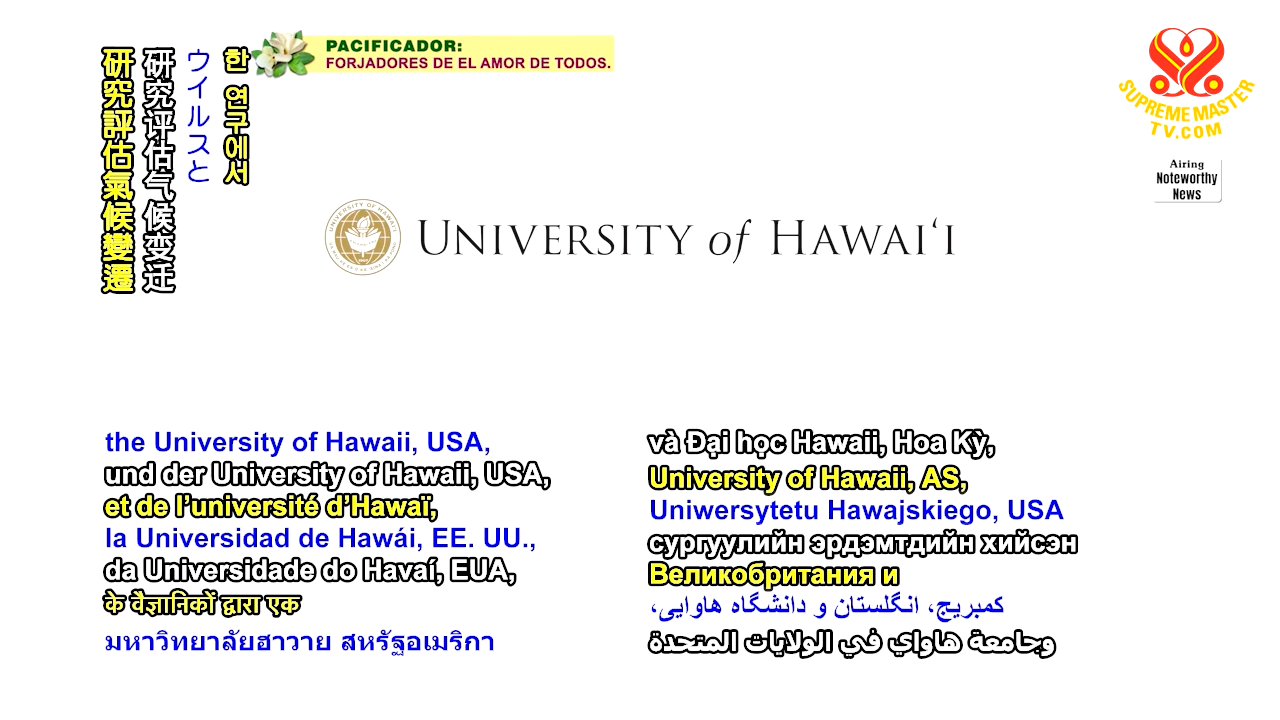 PACIFICADOR:
FORJADORES DE EL AMOR DE TODOS.
SUPREME MASTER
TV.COM
Airing
Noteworthy
News
研究評估氣候變遷
研究评估气候变迁
ウイルスと
한 연구에서
UNIVERSITY of HAWAIʻI
the University of Hawaii, USA,
und der University of Hawaii, USA,
et de l’université d’Hawaï,
la Universidad de Hawái, EE. UU.,
da Universidade do Havaí, EUA,
के वैज्ञानिकों द्वारा एक
มหาวิทยาลัยฮาวาย สหรัฐอเมริกา
và Đại học Hawaii, Hoa Kỳ,
University of Hawaii, AS,
Uniwersytetu Hawajskiego, USA
сургуулийн эрдэмтдийн хийсэн
Великобритания и
کمبریج، انگلستان و دانشگاه هاوایی،
وجامعة هاواي في الولايات المتحدة